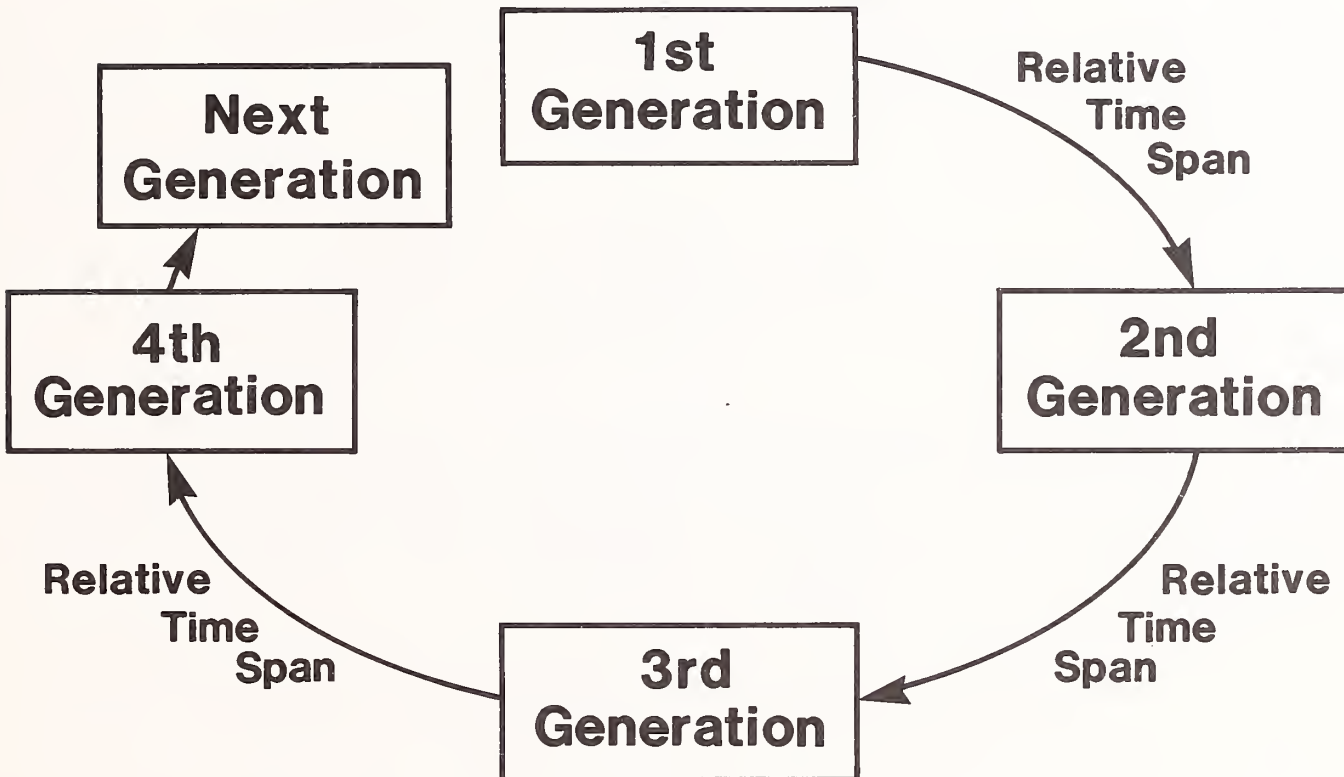 1st
Generation
Relative
Time
Span
2nd
Generation
Relative
Time
Span
3rd
Generation
Relative
Time
Span
4th
Generation
Next
Generation